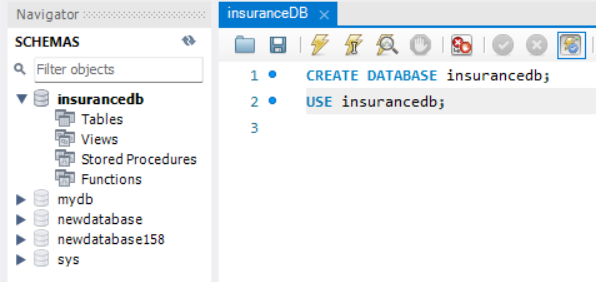 Navigator
SCHEMAS
Filter objects
insurancedb
Tables
Views
Stored Procedures
Functions
mydb
newdatabase
newdatabase158
sys
insuranceDB
1 CREATE DATABASE insurancedb;
2 USE insurancedb;
3